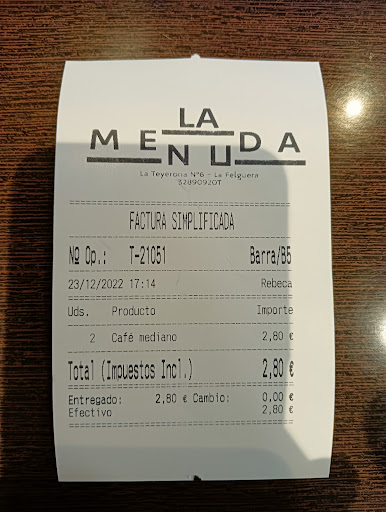 LA
MENUDA
La Teyerona Nº6 - La Felguera
32890920T
FACTURA SIMPLIFICADA
Nº Op.: T-21051 Barra/B5
23/12/2022 17:14 Rebeca
Uds. Producto Importe
2 Café mediano 2,80 €
Total (Impuestos Incl.) 2,80 €
Entregado: 2,80 € Cambio: 0,00 €
Efectivo 2,80 €